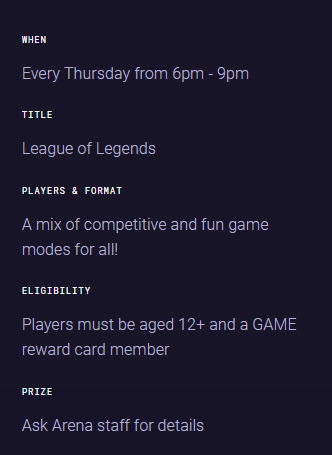 WHEN
Every Thursday from 6pm - 9pm
TITLE
League of Legends
PLAYERS & FORMAT
A mix of competitive and fun game
modes for all!
ELIGIBILITY
Players must be aged 12+ and a GAME
reward card member
PRIZE
Ask Arena staff for details